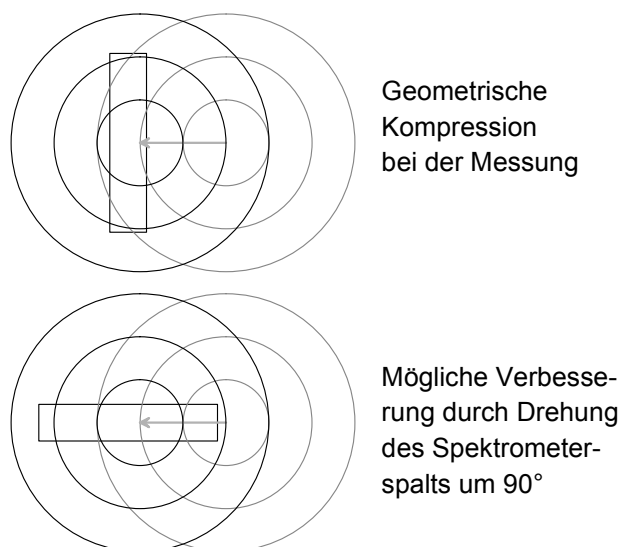 Geometrische
Kompression
bei der Messung
Mögliche Verbesse-
rung durch Drehung
des Spektrometer-
spalts um 90°